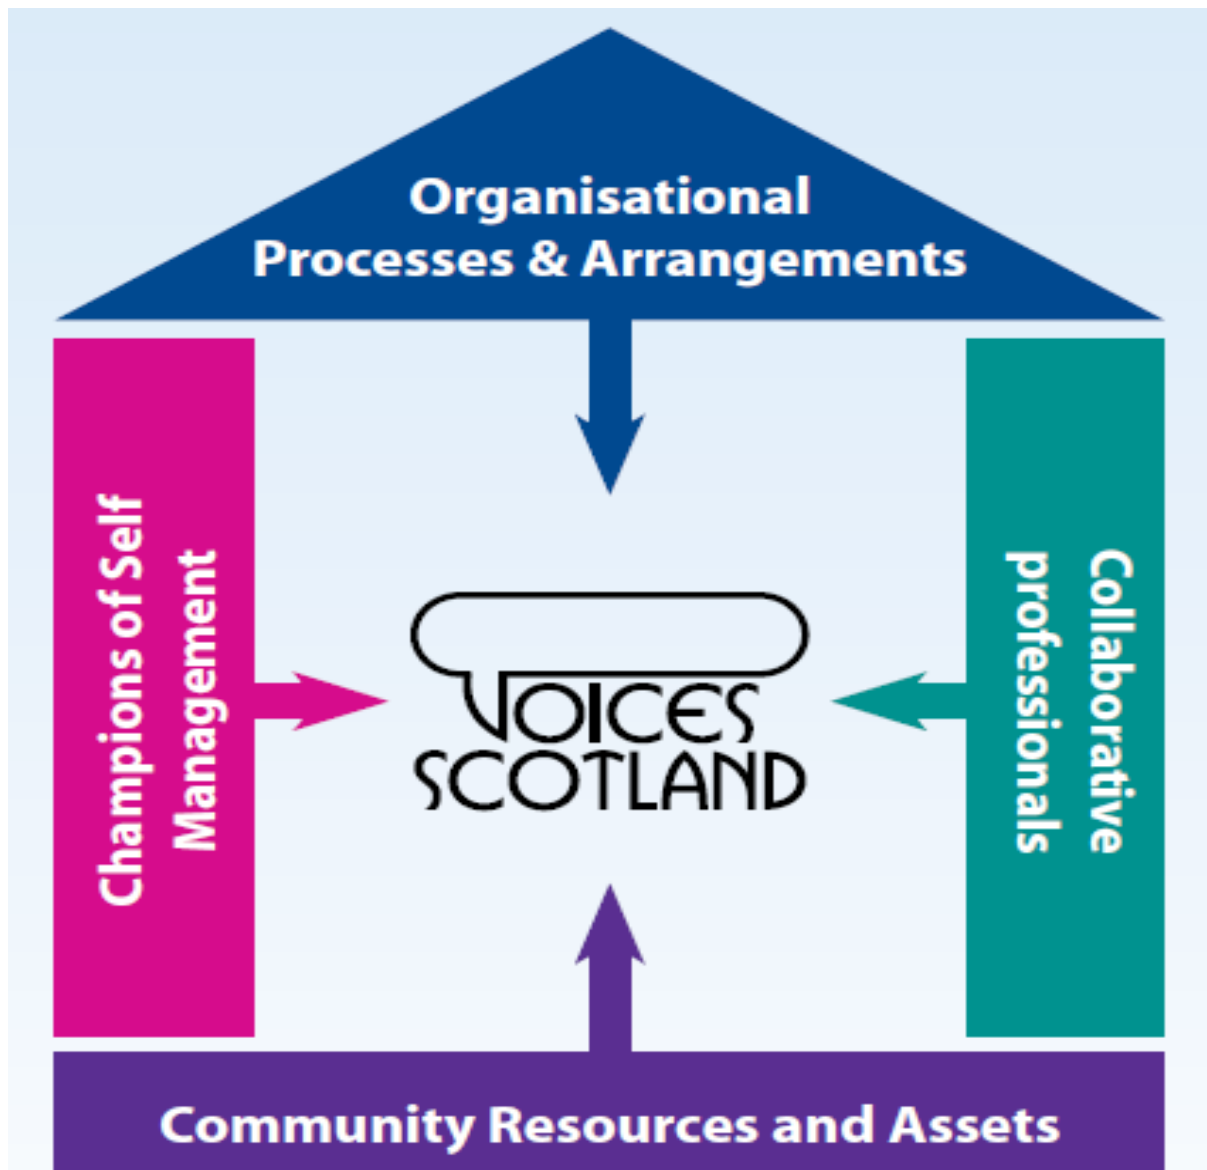 Organisational
Processes & Arrangements
Champions of Self
Management
VOICES
SCOTLAND
Collaborative
professionals
Community Resources and Assets